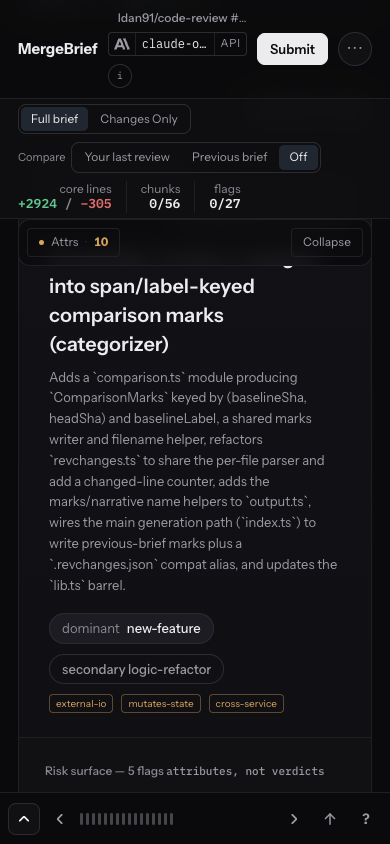 Idan91/code-review #...
MergeBrief
claude-o…
API
Submit
...
i
Full brief
Changes Only
Compare
Your last review
Previous brief
Off
core lines
chunks
flags
+2924 / −305
0/56
0/27
Attrs · 10
Collapse
into span/label-keyed
comparison marks
(categorizer)
Adds a `comparison.ts` module producing
`ComparisonMarks` keyed by (baselineSha,
headSha) and baselineLabel, a shared marks
writer and filename helper, refactors
`revchanges.ts` to share the per-file parser and
add a changed-line counter, adds the
marks/narrative name helpers to `output.ts`,
wires the main generation path (`index.ts`) to
write previous-brief marks plus a
`.revchanges.json` compat alias, and updates the
`lib.ts` barrel.
dominant new-feature
secondary logic-refactor
external-io
mutates-state
cross-service
Risk surface — 5 flags attributes, not verdicts
?